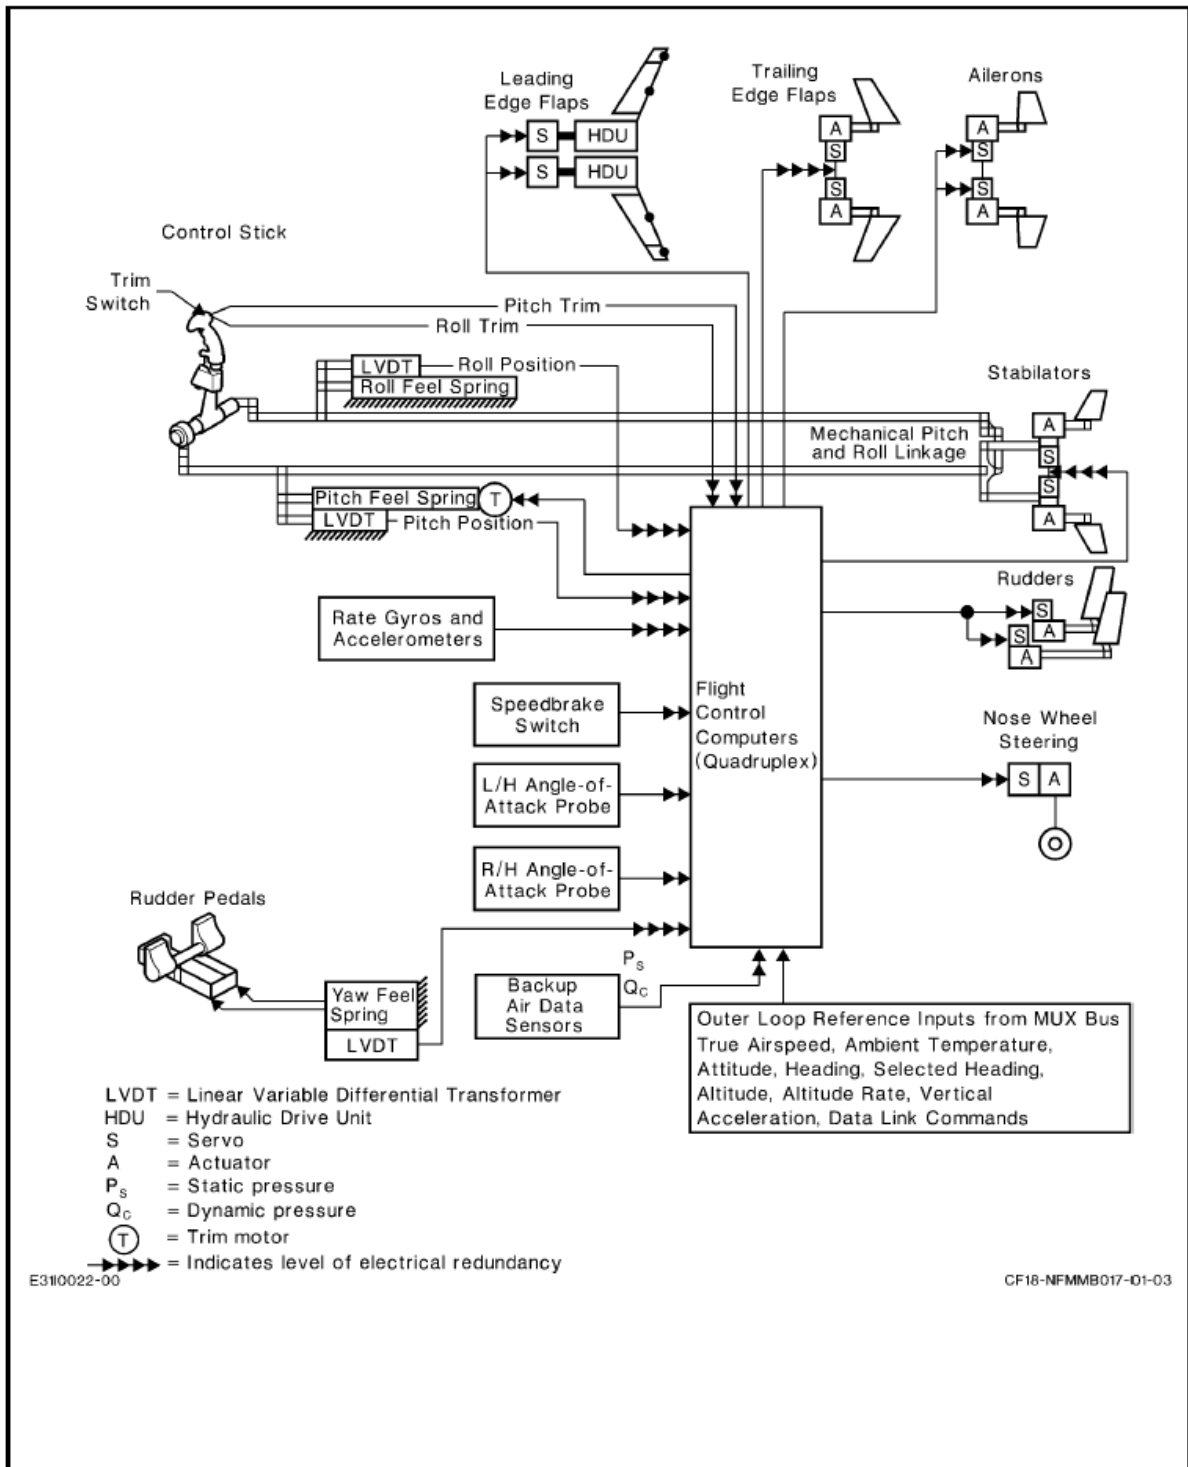 Leading
Edge Flaps
Trailing
Edge Flaps
Ailerons
S
HDU
S
HDU
A
S
S
A
A
S
S
A
Control Stick
Trim
Switch
Pitch Trim
Roll Trim
LVDT
Roll Position
Roll Feel Spring
Stabilators
Mechanical Pitch
and Roll Linkage
A
S
S
A
Pitch Feel Spring
T
LVDT
Pitch Position
Rate Gyros and
Accelerometers
Rudders
S
A
S
A
Speedbrake
Switch
Flight
Control
Computers
(Quadruplex)
Nose Wheel
Steering
S A
L/H Angle-of-
Attack Probe
R/H Angle-of-
Attack Probe
Rudder Pedals
Yaw Feel
Spring
LVDT
Backup
Air Data
Sensors
PS
QC
Outer Loop Reference Inputs from MUX Bus
True Airspeed, Ambient Temperature,
Attitude, Heading, Selected Heading,
Altitude, Altitude Rate, Vertical
Acceleration, Data Link Commands
LVDT = Linear Variable Differential Transformer
HDU = Hydraulic Drive Unit
S = Servo
A = Actuator
PS = Static pressure
QC = Dynamic pressure
T = Trim motor
= Indicates level of electrical redundancy
E31I0022-00
CF18-NFMMB017-I01-03